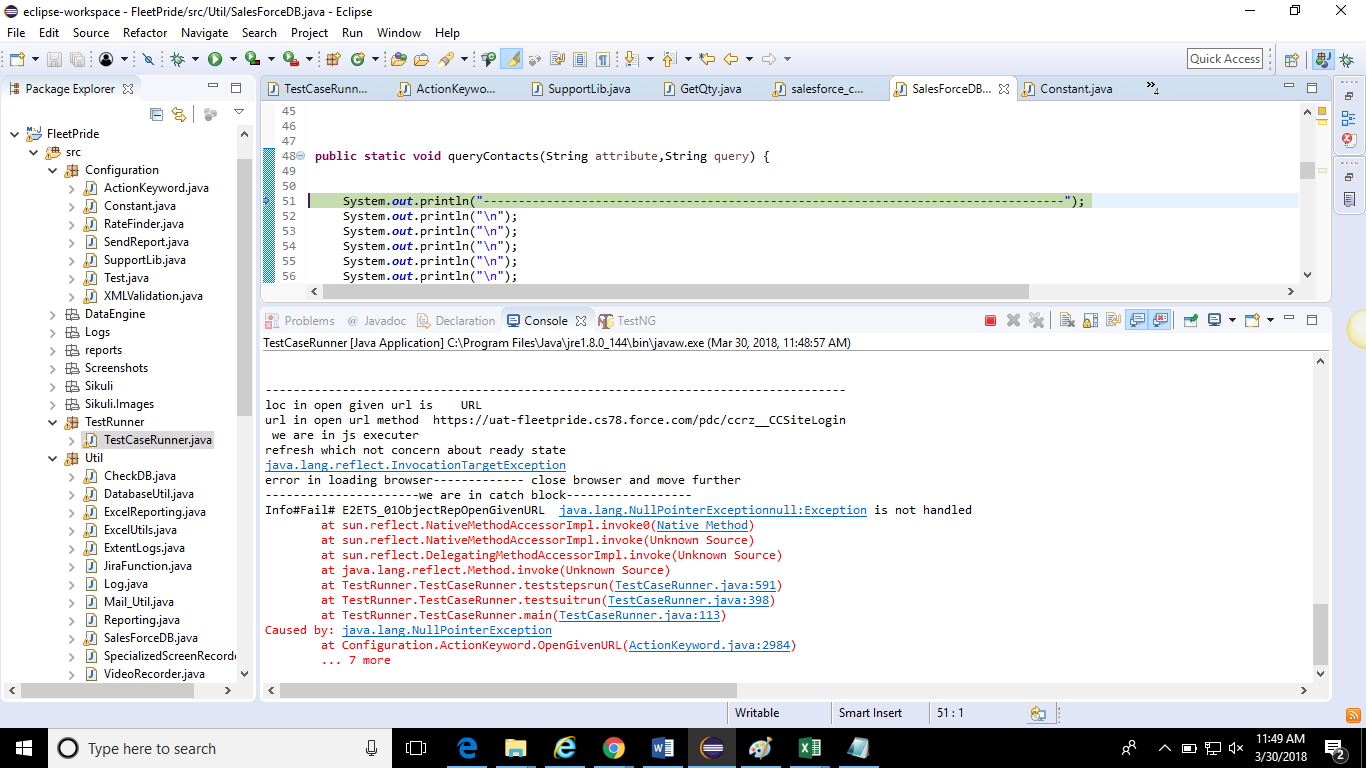 eclipse-workspace - FleetPride/src/Util/SalesForceDB.java - Eclipse
File Edit Source Refactor Navigate Search Project Run Window Help
Quick Access
Package Explorer
FleetPride
src
Configuration
ActionKeyword.java
Constant.java
RateFinder.java
SendReport.java
SupportLib.java
Test.java
XMLValidation.java
DataEngine
Logs
reports
Screenshots
Sikuli
Sikuli.Images
TestRunner
TestCaseRunner.java
Util
CheckDB.java
DatabaseUtil.java
ExcelReporting.java
ExcelUtils.java
ExtentLogs.java
JiraFunction.java
Log.java
Mail_Util.java
Reporting.java
SalesForceDB.java
SpecializedScreenRecorde
VideoRecorder.java
TestCaseRunn... ActionKeywo... SupportLib.java GetQty.java salesforce_c... SalesForceDB... Constant.java »4
45
46
47
48 public static void queryContacts(String attribute,String query) {
49
50
51 System.out.println("-----------------------------------------------------------------------------------");
52 System.out.println("\n");
53 System.out.println("\n");
54 System.out.println("\n");
55 System.out.println("\n");
56 System.out.println("\n");
Problems @ Javadoc Declaration Console TestNG
TestCaseRunner [Java Application] C:\Program Files\Java\jre1.8.0_144\bin\javaw.exe (Mar 30, 2018, 11:48:57 AM)
-----------------------------------------------------------------------------------
loc in open given url is URL
url in open url method https://uat-fleetpride.cs78.force.com/pdc/ccrz__CCSiteLogin
we are in js executer
refresh which not concern about ready state
java.lang.reflect.InvocationTargetException
error in loading browser------------- close browser and move further
----------------------we are in catch block------------------
Info#Fail# E2ETS_01ObjectRepOpenGivenURL java.lang.NullPointerExceptionnull:Exception is not handled
at sun.reflect.NativeMethodAccessorImpl.invoke0(Native Method)
at sun.reflect.NativeMethodAccessorImpl.invoke(Unknown Source)
at sun.reflect.DelegatingMethodAccessorImpl.invoke(Unknown Source)
at java.lang.reflect.Method.invoke(Unknown Source)
at TestRunner.TestCaseRunner.teststepsrun(TestCaseRunner.java:591)
at TestRunner.TestCaseRunner.testsuitrun(TestCaseRunner.java:398)
at TestRunner.TestCaseRunner.main(TestCaseRunner.java:113)
Caused by: java.lang.NullPointerException
at Configuration.ActionKeyword.OpenGivenURL(ActionKeyword.java:2984)
... 7 more
Writable Smart Insert 51 : 1
Type here to search
11:49 AM
3/30/2018
2